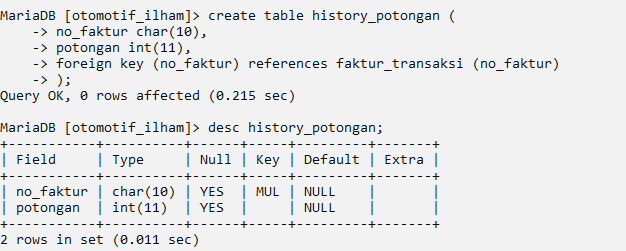 MariaDB [otomotif_ilham]> create table history_potongan (
    -> no_faktur char(10),
    -> potongan int(11),
    -> foreign key (no_faktur) references faktur_transaksi (no_faktur)
    -> );
Query OK, 0 rows affected (0.215 sec)

MariaDB [otomotif_ilham]> desc history_potongan;
+-----------+----------+------+-----+---------+-------+
| Field     | Type     | Null | Key | Default | Extra |
+-----------+----------+------+-----+---------+-------+
| no_faktur | char(10) | YES  | MUL | NULL    |       |
| potongan  | int(11)  | YES  |     | NULL    |       |
+-----------+----------+------+-----+---------+-------+
2 rows in set (0.011 sec)